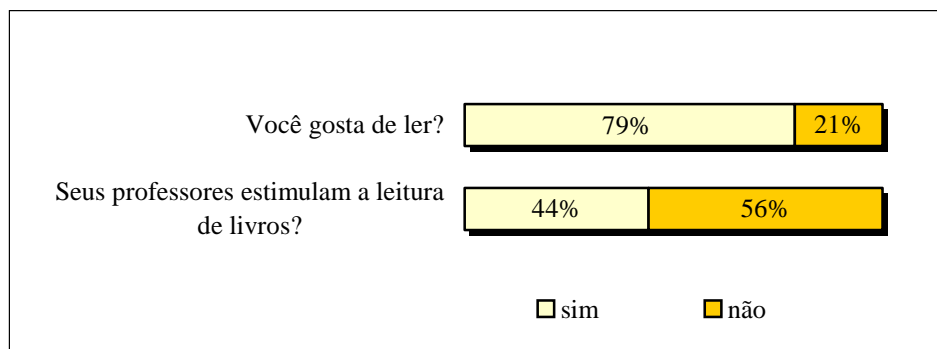 Você gosta de ler?
79%
21%
Seus professores estimulam a leitura
de livros?
44%
56%
sim
não